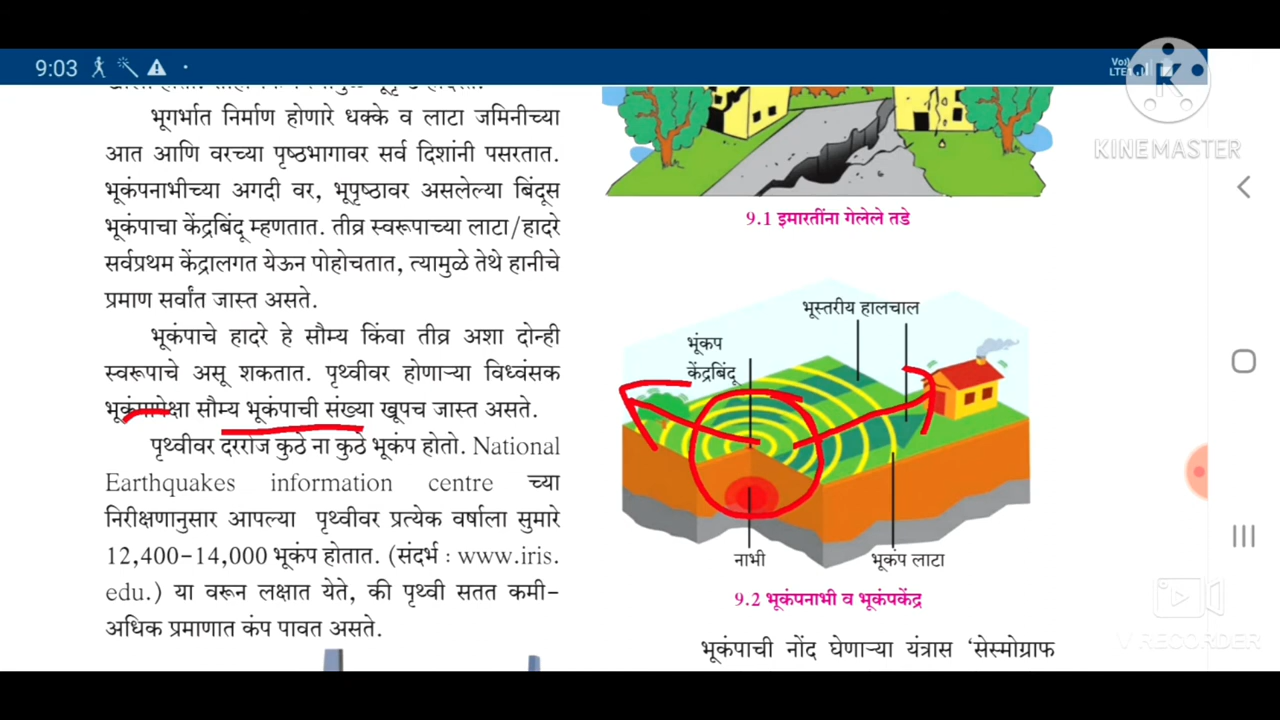 9:03
Vo))
LTE1
KINEMASTER
भूगर्भात निर्माण होणारे धक्के व लाटा जमिनीच्या
आत आणि वरच्या पृष्ठभागावर सर्व दिशांनी पसरतात.
भूकंपनाभीच्या अगदी वर, भूपृष्ठावर असलेल्या बिंदूस
भूकंपाचा केंद्रबिंदू म्हणतात. तीव्र स्वरूपाच्या लाटा/हादरे
सर्वप्रथम केंद्रालगत येऊन पोहोचतात, त्यामुळे तेथे हानीचे
प्रमाण सर्वांत जास्त असते.
भूकंपाचे हादरे हे सौम्य किंवा तीव्र अशा दोन्ही
स्वरूपाचे असू शकतात. पृथ्वीवर होणाऱ्या विध्वंसक
भूकंपापेक्षा सौम्य भूकंपाची संख्या खूपच जास्त असते.
पृथ्वीवर दररोज कुठे ना कुठे भूकंप होतो. National
Earthquakes information centre च्या
निरीक्षणानुसार आपल्या पृथ्वीवर प्रत्येक वर्षाला सुमारे
12,400-14,000 भूकंप होतात. (संदर्भ : www.iris.
edu.) या वरून लक्षात येते, की पृथ्वी सतत कमी-
अधिक प्रमाणात कंप पावत असते.
9.1 इमारतींना गेलेले तडे
भूस्तरीय हालचाल
भूकंप
केंद्रबिंदू
नाभी
भूकंप लाटा
9.2 भूकंपनाभी व भूकंपकेंद्र
भूकंपाची नोंद घेणाऱ्या यंत्रास ‘सेस्मोग्राफ
V RECORDER